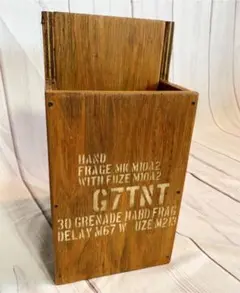 HAND
FRAGE MK M10A2
WITH FUZE M10A2
G7TNT
30 GRENADE HAND FRAG
DELAY M67 W UZE M213